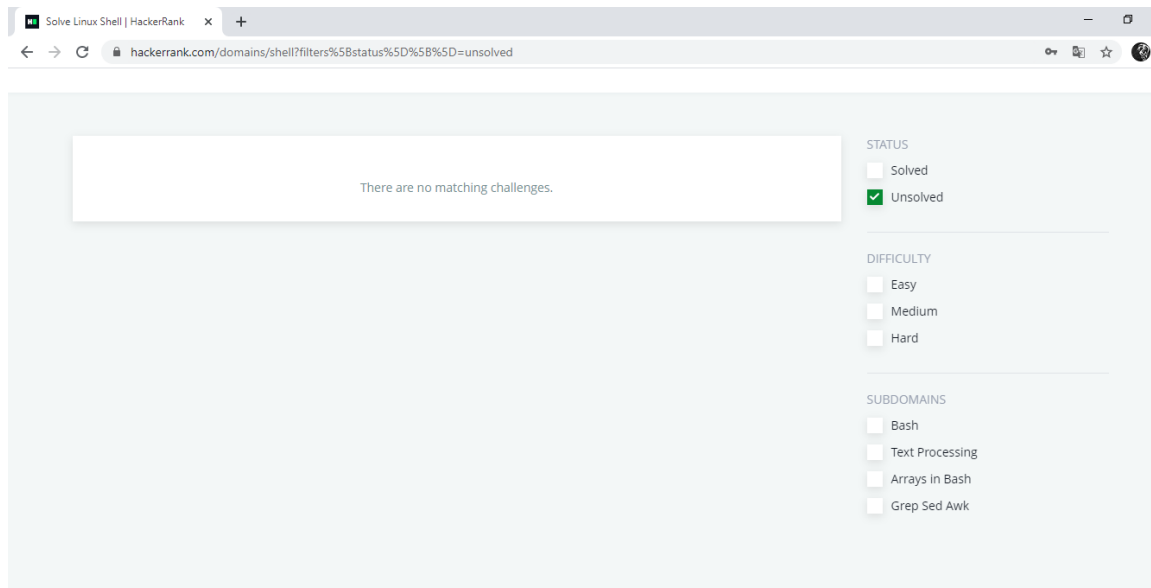 Solve Linux Shell | HackerRank
hackerrank.com/domains/shell?filters%5Bstatus%5D%5B%5D=unsolved
There are no matching challenges.
STATUS
Solved
Unsolved
DIFFICULTY
Easy
Medium
Hard
SUBDOMAINS
Bash
Text Processing
Arrays in Bash
Grep Sed Awk